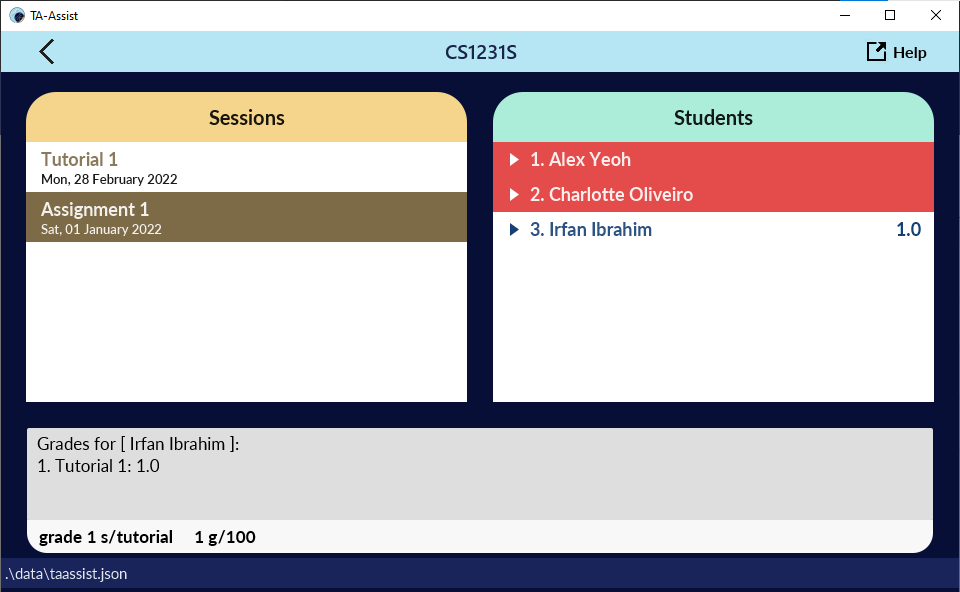 TA-Assist
CS1231S
Help
Sessions
Tutorial 1
Mon, 28 February 2022
Assignment 1
Sat, 01 January 2022
Students
1. Alex Yeoh
2. Charlotte Oliveiro
3. Irfan Ibrahim 1.0
Grades for [ Irfan Ibrahim ]:
1. Tutorial 1: 1.0
grade 1 s/tutorial    1 g/100
.\data\taassist.json